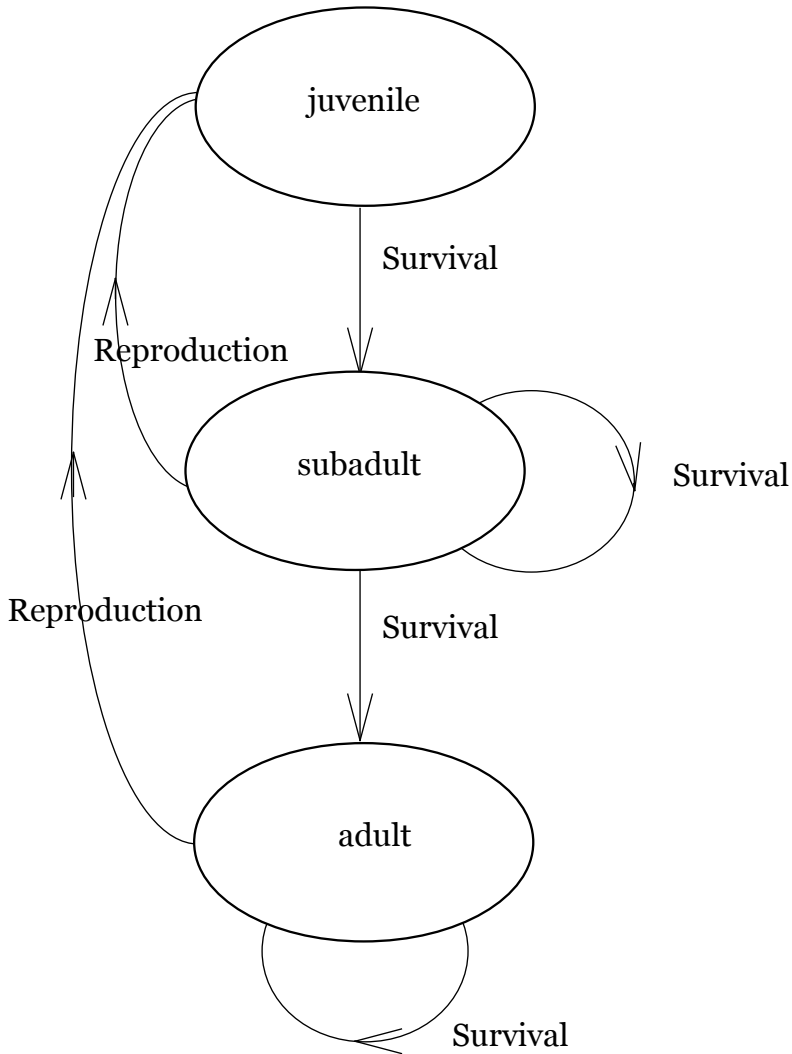 juvenile
Survival
Reproduction
subadult
Survival
Reproduction
Survival
adult
Survival